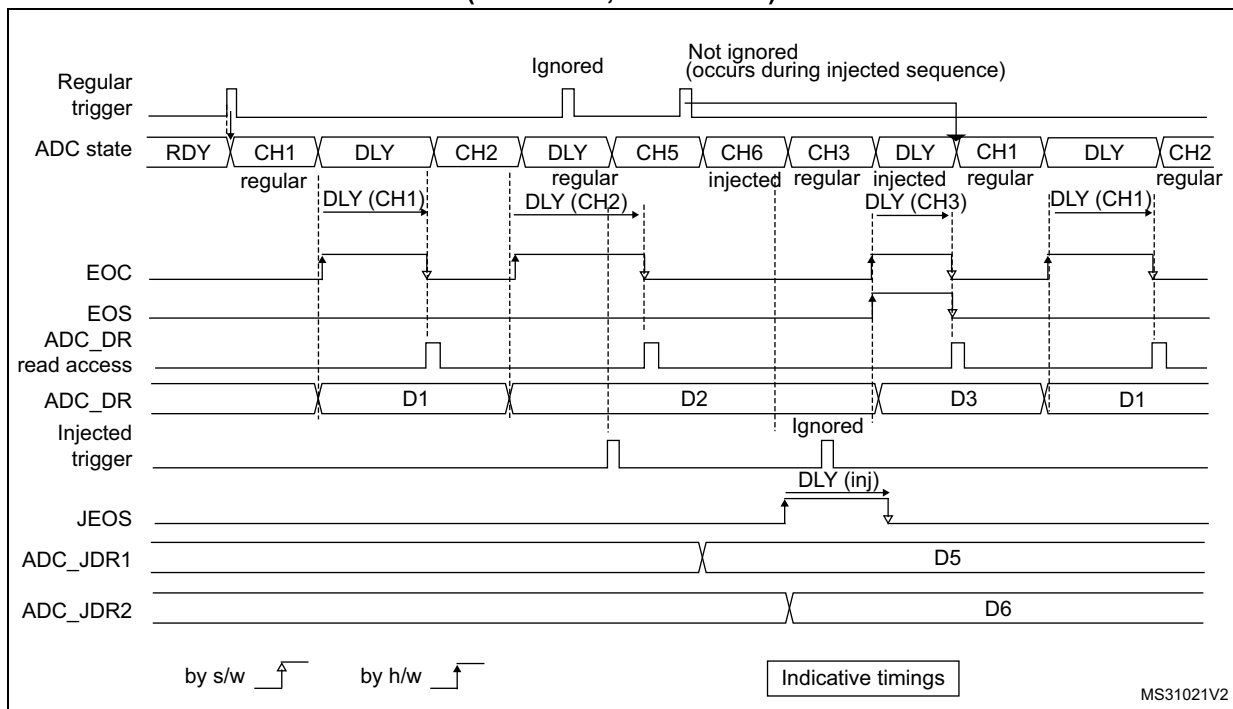 Regular
trigger
Ignored
Not ignored
(occurs during injected sequence)
ADC state
RDY CH1 DLY CH2 DLY CH5 CH6 CH3 DLY CH1 DLY CH2
regular regular injected regular injected regular regular
DLY (CH1) DLY (CH2) DLY (CH3) DLY (CH1)
EOC
EOS
ADC_DR
read access
ADC_DR D1 D2 D3 D1
Injected
trigger
Ignored
DLY (inj)
JEOS
ADC_JDR1 D5
ADC_JDR2 D6
by s/w by h/w Indicative timings
MS31021V2